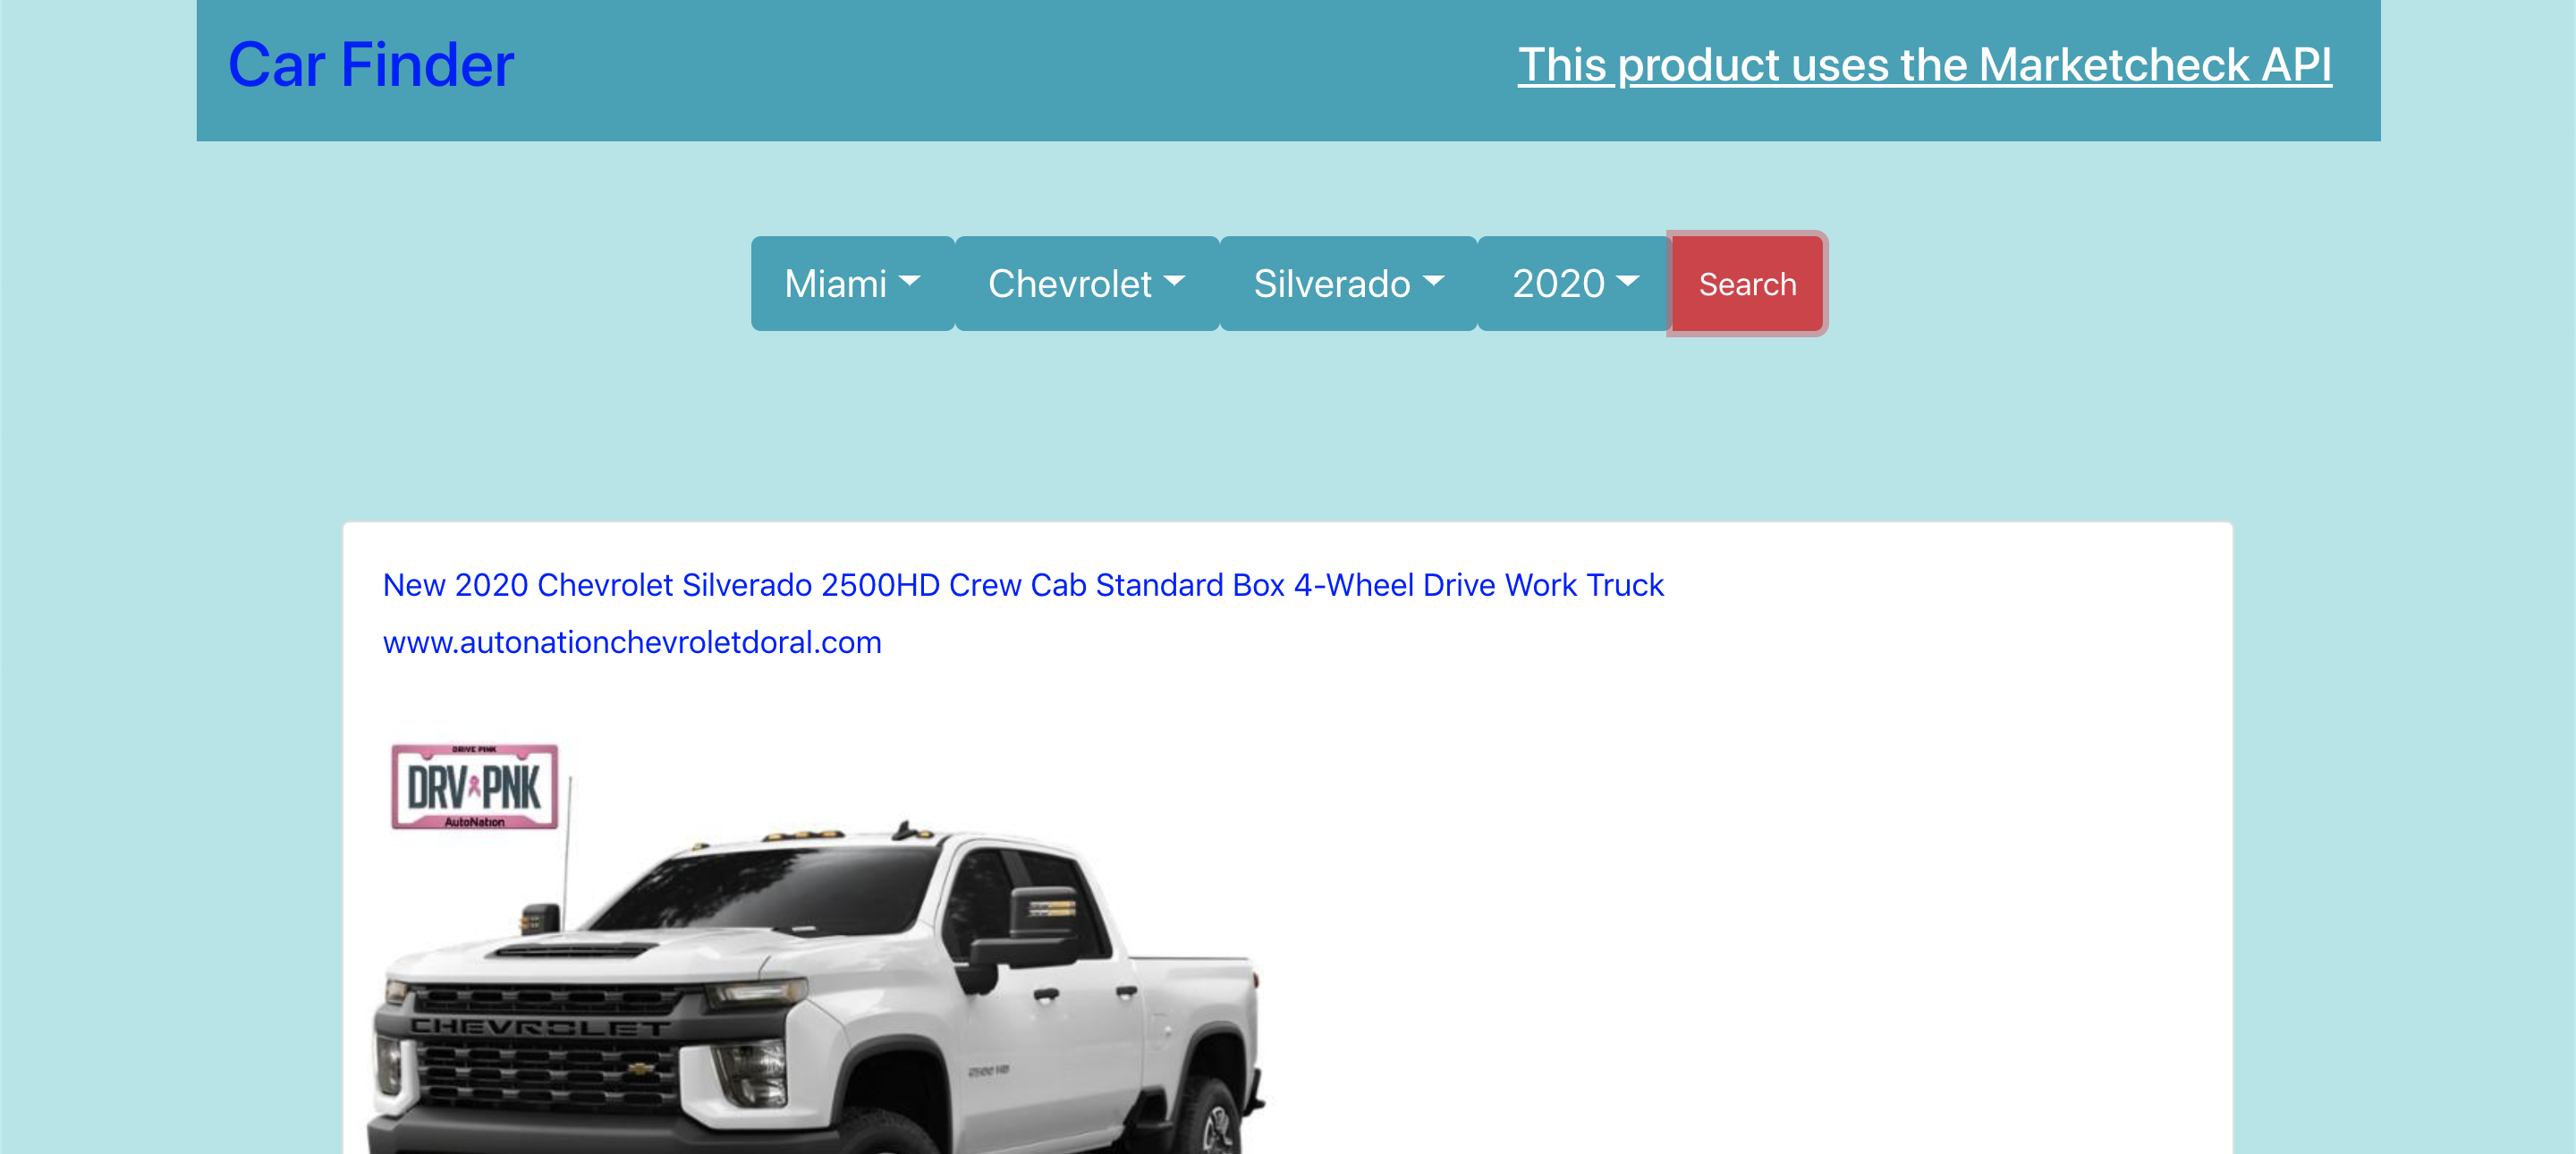 Car Finder
This product uses the Marketcheck API
Miami
Chevrolet
Silverado
2020
Search
New 2020 Chevrolet Silverado 2500HD Crew Cab Standard Box 4-Wheel Drive Work Truck
www.autonationchevroletdoral.com
DRIVE PINK
DRV PNK
AutoNation
CHEVROLET
2500 HD